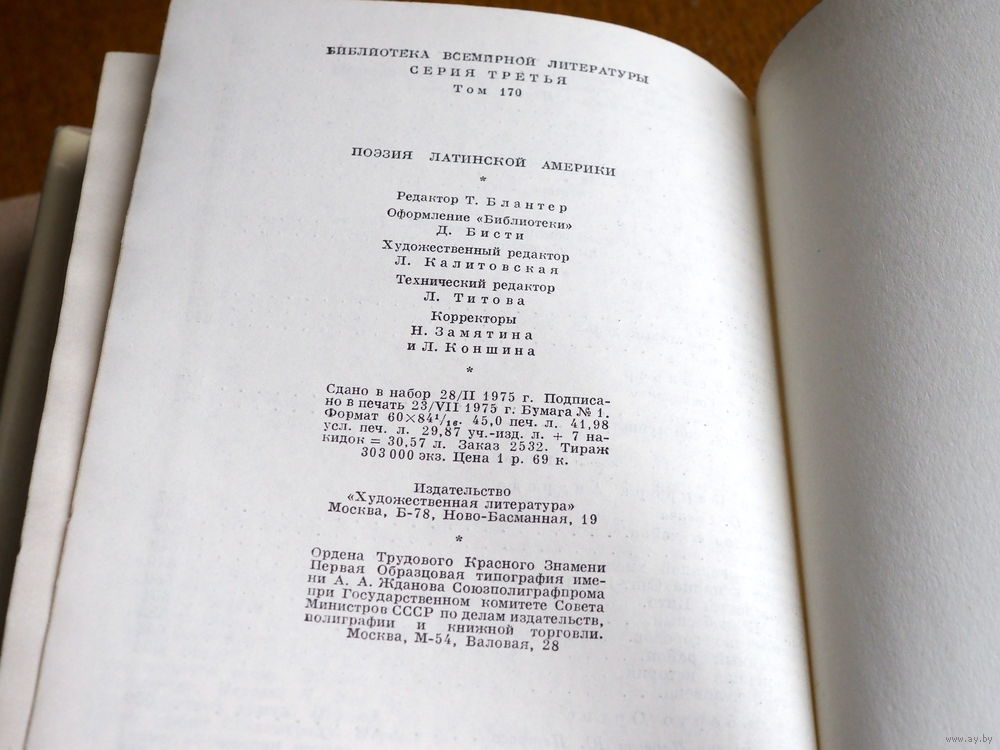 БИБЛИОТЕКА ВСЕМИРНОЙ ЛИТЕРАТУРЫ
СЕРИЯ ТРЕТЬЯ
Том 170
ПОЭЗИЯ ЛАТИНСКОЙ АМЕРИКИ
*
Редактор Т. Блантер
Оформление «Библиотеки»
Д. Бисти
Художественный редактор
Л. Калитовская
Технический редактор
Л. Титова
Корректоры
Н. Замятина
и Л. Коншина
*
Сдано в набор 28/II 1975 г. Подписа-
но в печать 23/VII 1975 г. Бумага № 1.
Формат 60×84¹/₁₆. 45,0 печ. л. 41,98
усл. печ. л. 29,87 уч.-изд. л. + 7 на-
кидок = 30,57 л. Заказ 2532. Тираж
303 000 экз. Цена 1 р. 69 к.
Издательство
«Художественная литература»
Москва, Б-78, Ново-Басманная, 19
*
Ордена Трудового Красного Знамени
Первая Образцовая типография име-
ни А. А. Жданова Союзполиграфпрома
при Государственном комитете Совета
Министров СССР по делам издательств,
полиграфии и книжной торговли.
Москва, М-54, Валовая, 28
www.ay.by